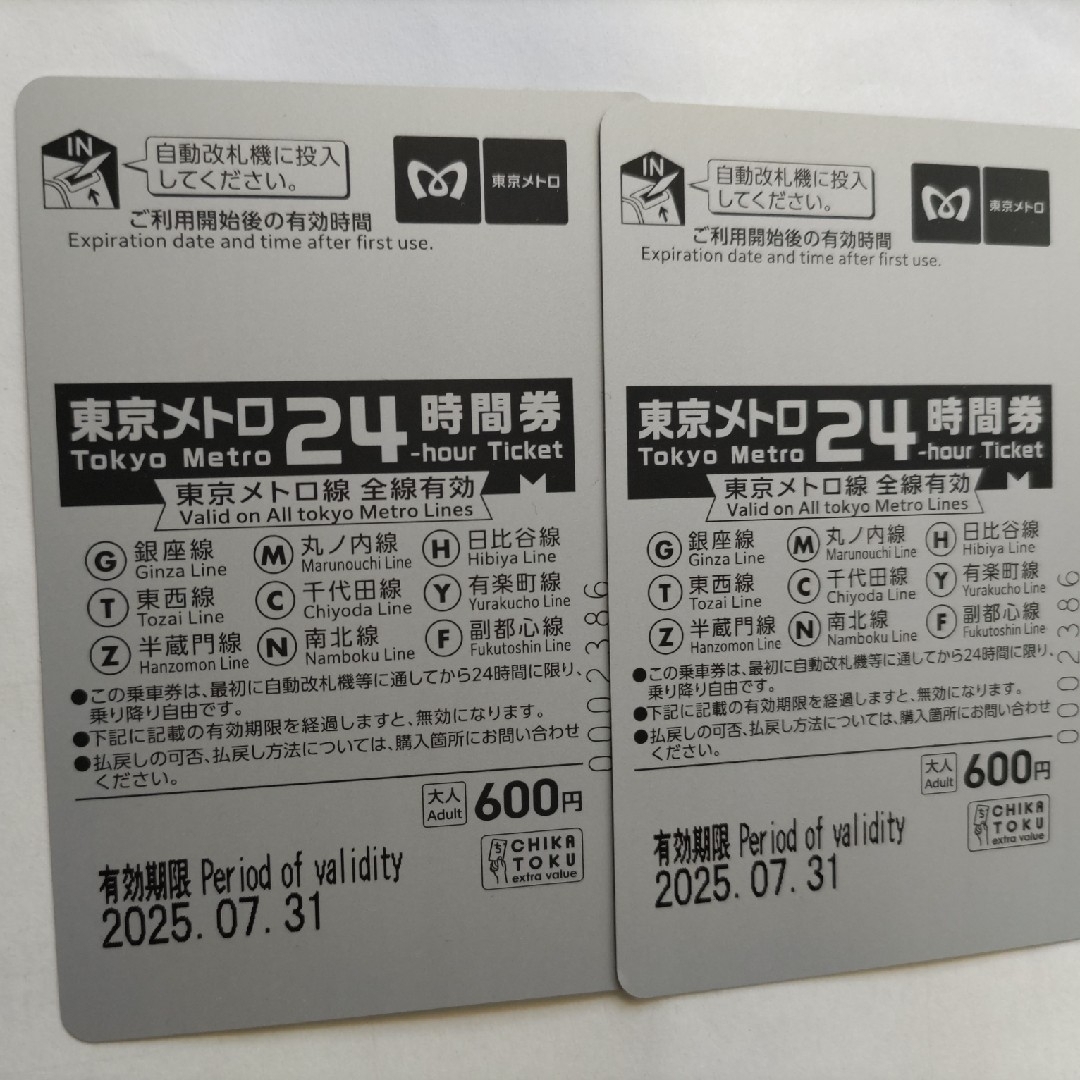 IN
自動改札機に投入
してください。
東京メトロ
ご利用開始後の有効時間
Expiration date and time after first use.
東京メトロ 24 時間券
Tokyo Metro -hour Ticket
東京メトロ線 全線有効
Valid on All tokyo Metro Lines
G 銀座線 M 丸ノ内線 H 日比谷線
Ginza Line Marunouchi Line Hibiya Line
T 東西線 C 千代田線 Y 有楽町線
Tozai Line Chiyoda Line Yurakucho Line
Z 半蔵門線 N 南北線 F 副都心線
Hanzomon Line Namboku Line Fukutoshin Line
●この乗車券は、最初に自動改札機等に通してから24時間に限り、
乗り降り自由です。
●下記に記載の有効期限を経過しますと、無効になります。
●払戻しの可否、払戻し方法については、購入箇所にお問い合わせ
ください。
大人
Adult
600円
CHIKA
TOKU
extra value
有効期限 Period of validity
2025.07.31
IN
自動改札機に投入
してください。
東京メトロ
ご利用開始後の有効時間
Expiration date and time after first use.
東京メトロ 24 時間券
Tokyo Metro -hour Ticket
東京メトロ線 全線有効
Valid on All tokyo Metro Lines
G 銀座線 M 丸ノ内線 H 日比谷線
Ginza Line Marunouchi Line Hibiya Line
T 東西線 C 千代田線 Y 有楽町線
Tozai Line Chiyoda Line Yurakucho Line
Z 半蔵門線 N 南北線 F 副都心線
Hanzomon Line Namboku Line Fukutoshin Line
●この乗車券は、最初に自動改札機等に通してから24時間に限り、
乗り降り自由です。
●下記に記載の有効期限を経過しますと、無効になります。
●払戻しの可否、払戻し方法については、購入箇所にお問い合わせ
ください。
大人
Adult
600円
CHIKA
TOKU
extra value
有効期限 Period of validity
2025.07.31